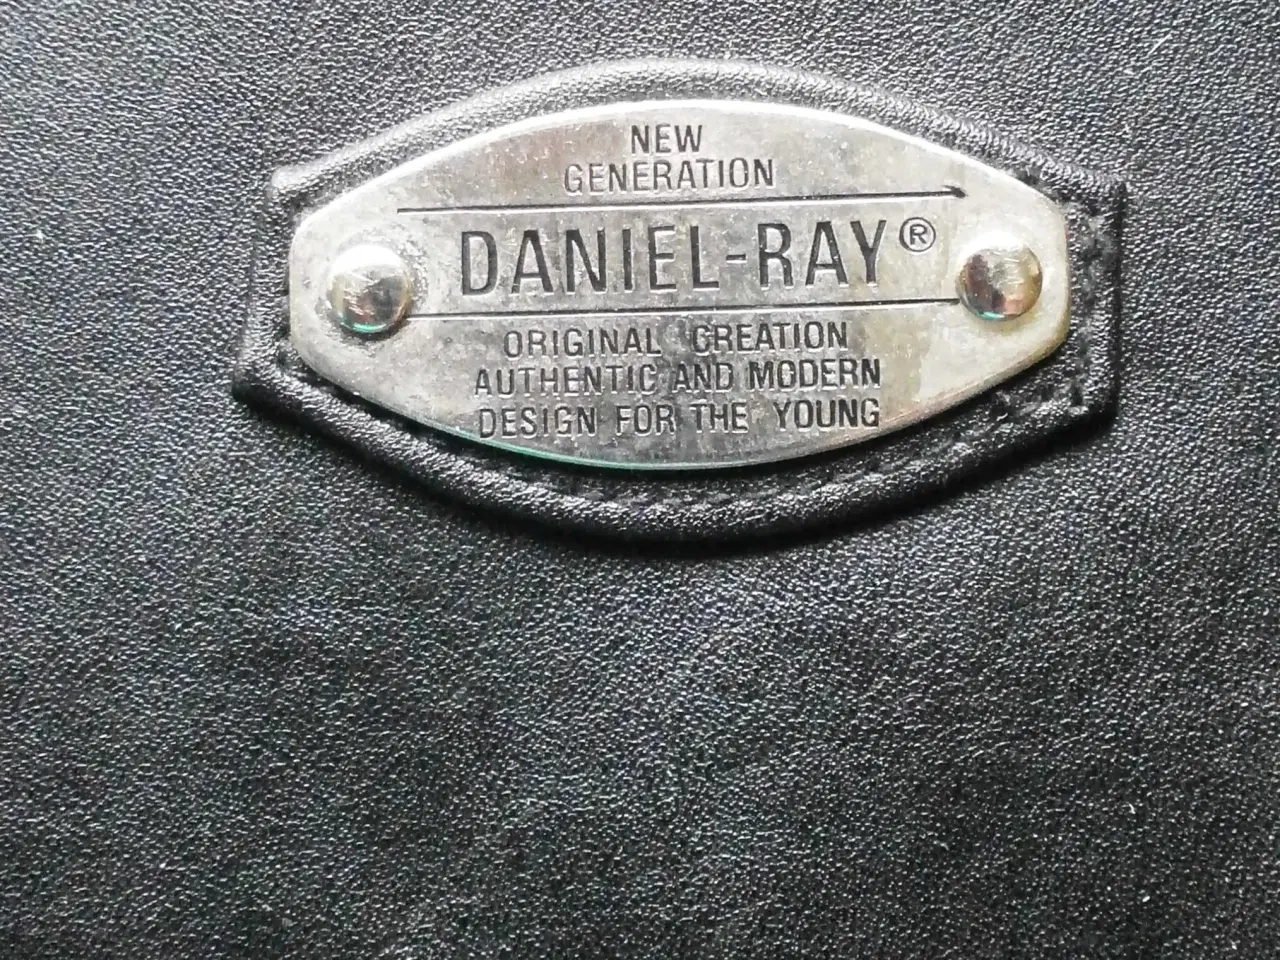 NEW
GENERATION
DANIEL-RAY®
ORIGINAL CREATION
AUTHENTIC AND MODERN
DESIGN FOR THE YOUNG